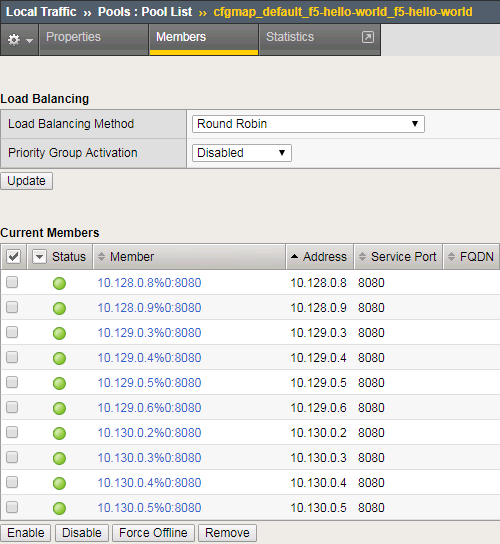 Local Traffic ›› Pools : Pool List ›› cfgmap_default_f5-hello-world_f5-hello-world
Properties Members Statistics
Load Balancing
Load Balancing Method Round Robin
Priority Group Activation Disabled
Update
Current Members
Status Member Address Service Port FQDN
10.128.0.8%0:8080 10.128.0.8 8080
10.128.0.9%0:8080 10.128.0.9 8080
10.129.0.3%0:8080 10.129.0.3 8080
10.129.0.4%0:8080 10.129.0.4 8080
10.129.0.5%0:8080 10.129.0.5 8080
10.129.0.6%0:8080 10.129.0.6 8080
10.130.0.2%0:8080 10.130.0.2 8080
10.130.0.3%0:8080 10.130.0.3 8080
10.130.0.4%0:8080 10.130.0.4 8080
10.130.0.5%0:8080 10.130.0.5 8080
Enable Disable Force Offline Remove